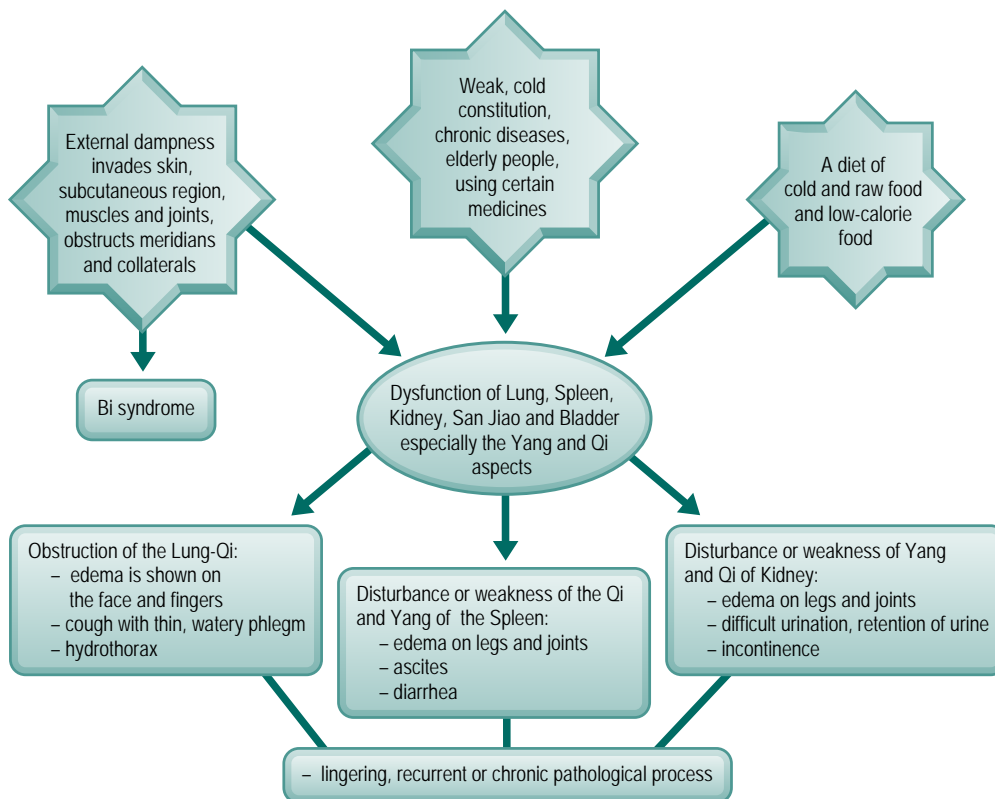 External dampness
invades skin,
subcutaneous region,
muscles and joints,
obstructs meridians
and collaterals
Weak, cold
constitution,
chronic diseases,
elderly people,
using certain
medicines
A diet of
cold and raw food
and low-calorie
food
Bi syndrome
Dysfunction of Lung, Spleen,
Kidney, San Jiao and Bladder
especially the Yang and Qi
aspects
Obstruction of the Lung-Qi:
– edema is shown on
the face and fingers
– cough with thin, watery phlegm
– hydrothorax
Disturbance or weakness of the Qi
and Yang of the Spleen:
– edema on legs and joints
– ascites
– diarrhea
Disturbance or weakness of Yang
and Qi of Kidney:
– edema on legs and joints
– difficult urination, retention of urine
– incontinence
– lingering, recurrent or chronic pathological process